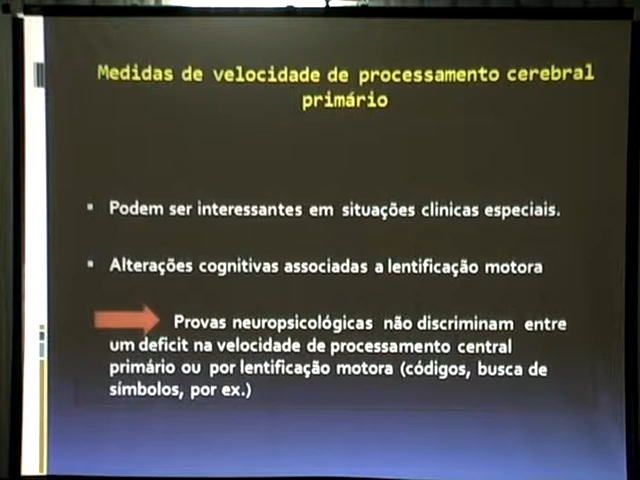 Medidas de velocidade de processamento cerebral
primário
▪ Podem ser interessantes em situações clinicas especiais.
▪ Alterações cognitivas associadas a lentificação motora
Provas neuropsicológicas não discriminam entre
um deficit na velocidade de processamento central
primário ou por lentificação motora (códigos, busca de
símbolos, por ex.)